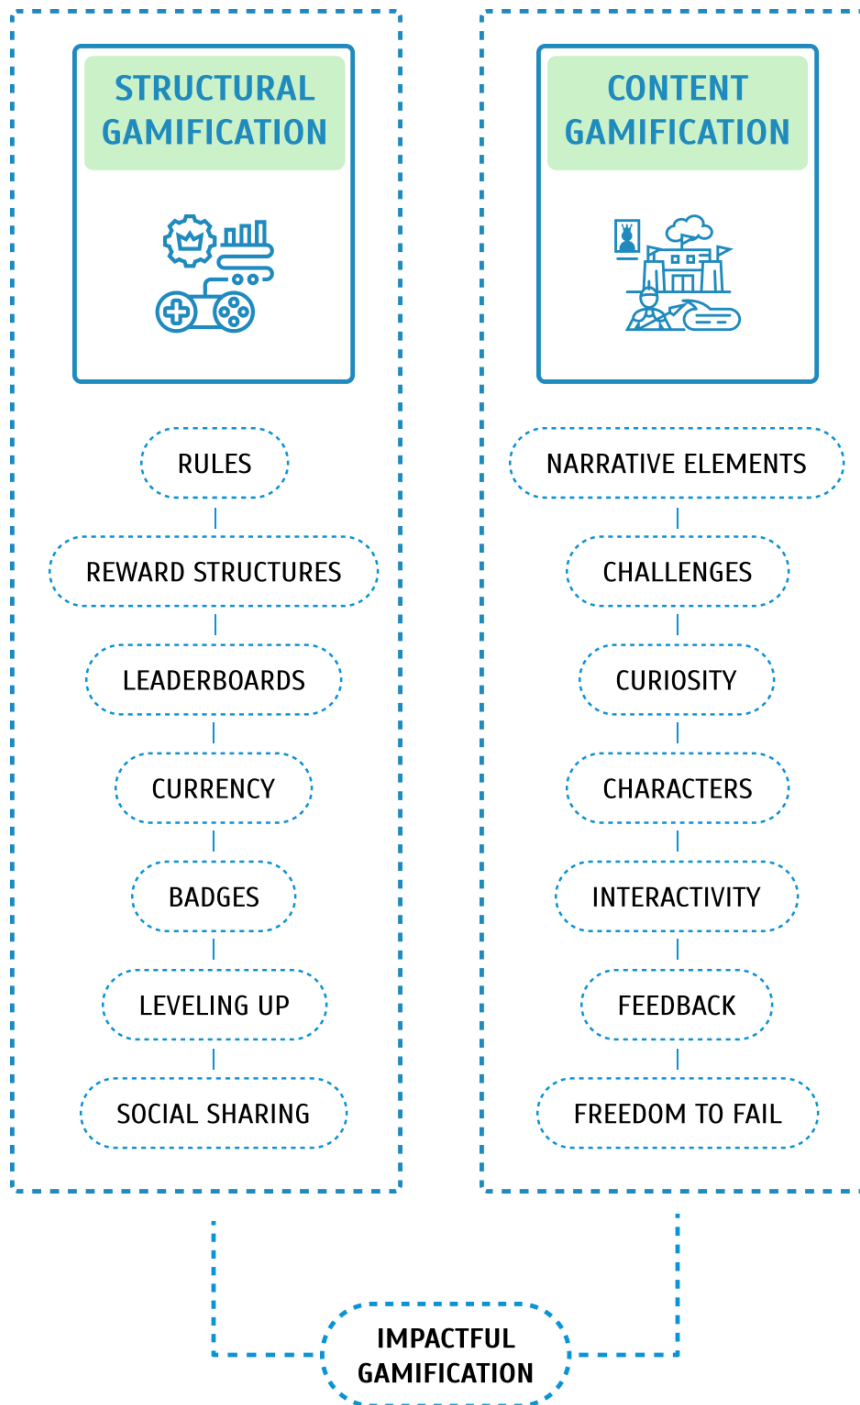 STRUCTURAL
GAMIFICATION
RULES
REWARD STRUCTURES
LEADERBOARDS
CURRENCY
BADGES
LEVELING UP
SOCIAL SHARING
CONTENT
GAMIFICATION
NARRATIVE ELEMENTS
CHALLENGES
CURIOSITY
CHARACTERS
INTERACTIVITY
FEEDBACK
FREEDOM TO FAIL
IMPACTFUL
GAMIFICATION